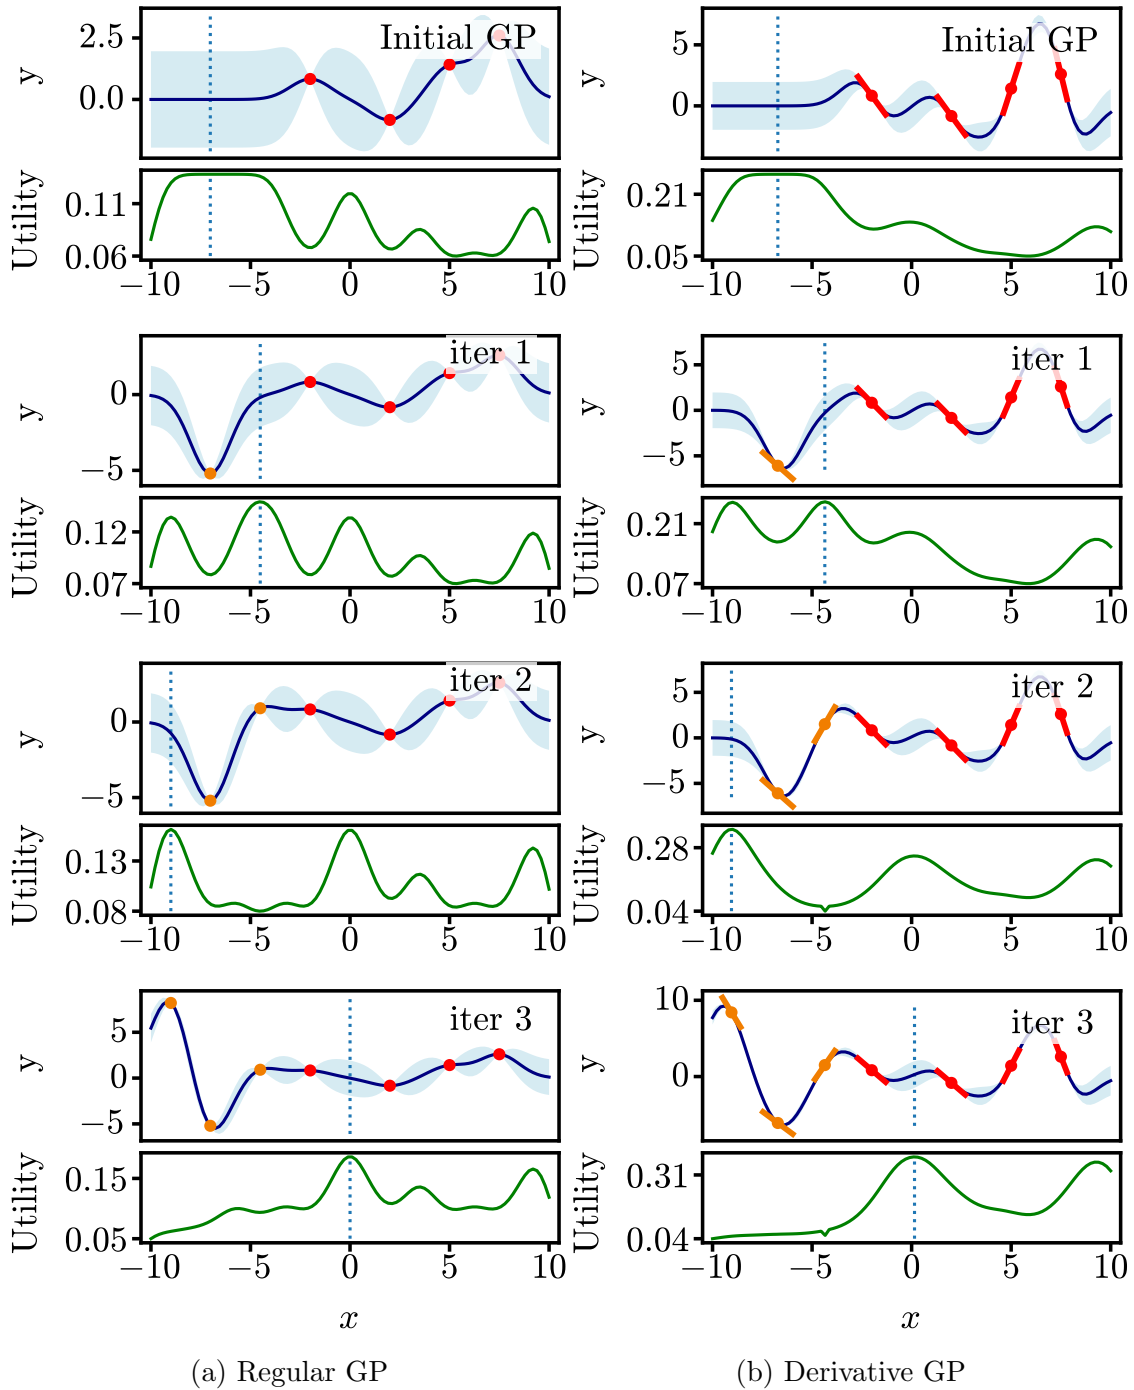 Initial GP
2.5
0.0
y
0.11
0.06
Utility
−10 −5 0 5 10
Initial GP
5
0
y
0.21
0.05
Utility
−10 −5 0 5 10
iter 1
0
−5
y
0.12
0.07
Utility
−10 −5 0 5 10
iter 1
5
0
−5
y
0.21
0.07
Utility
−10 −5 0 5 10
iter 2
0
−5
y
0.13
0.08
Utility
−10 −5 0 5 10
iter 2
5
0
−5
y
0.28
0.04
Utility
−10 −5 0 5 10
iter 3
5
0
−5
y
0.15
0.05
Utility
−10 −5 0 5 10
x
(a) Regular GP
iter 3
10
0
y
0.31
0.04
Utility
−10 −5 0 5 10
x
(b) Derivative GP